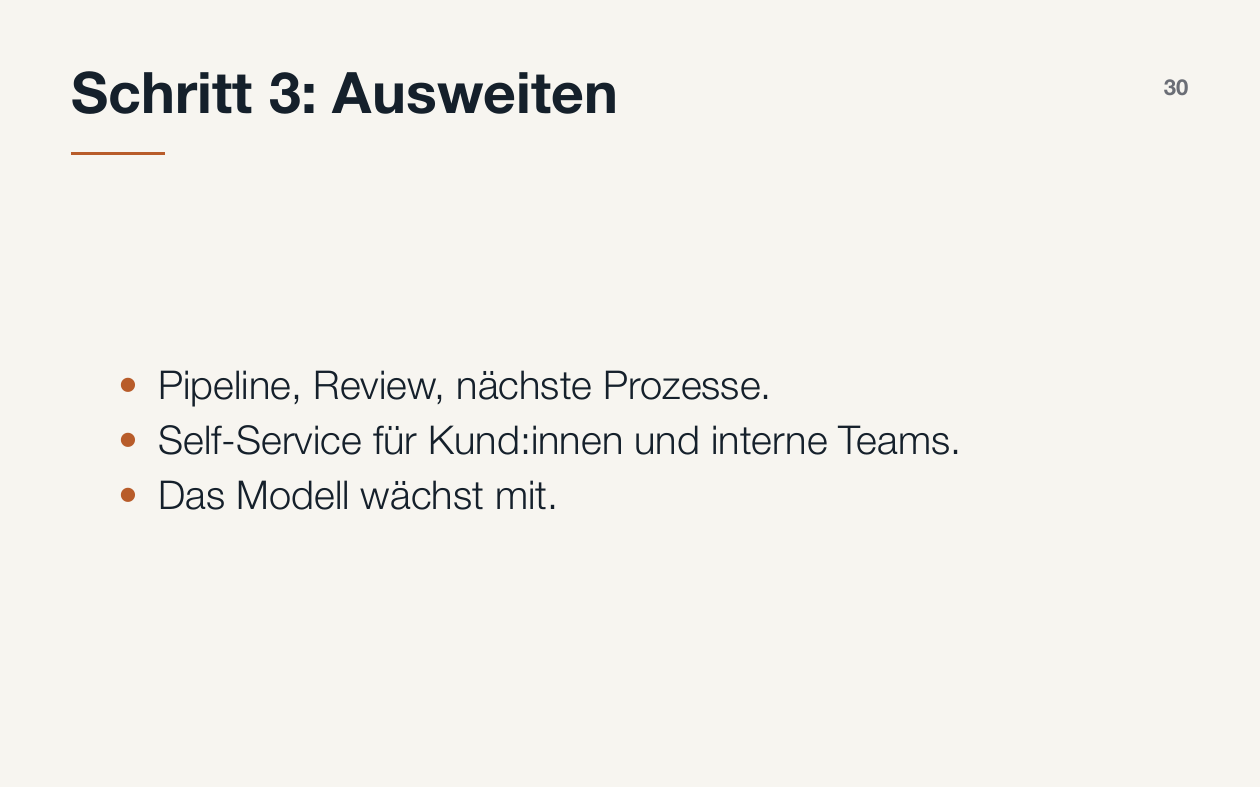 Schritt 3: Ausweiten
30
Pipeline, Review, nächste Prozesse.
Self-Service für Kund:innen und interne Teams.
Das Modell wächst mit.